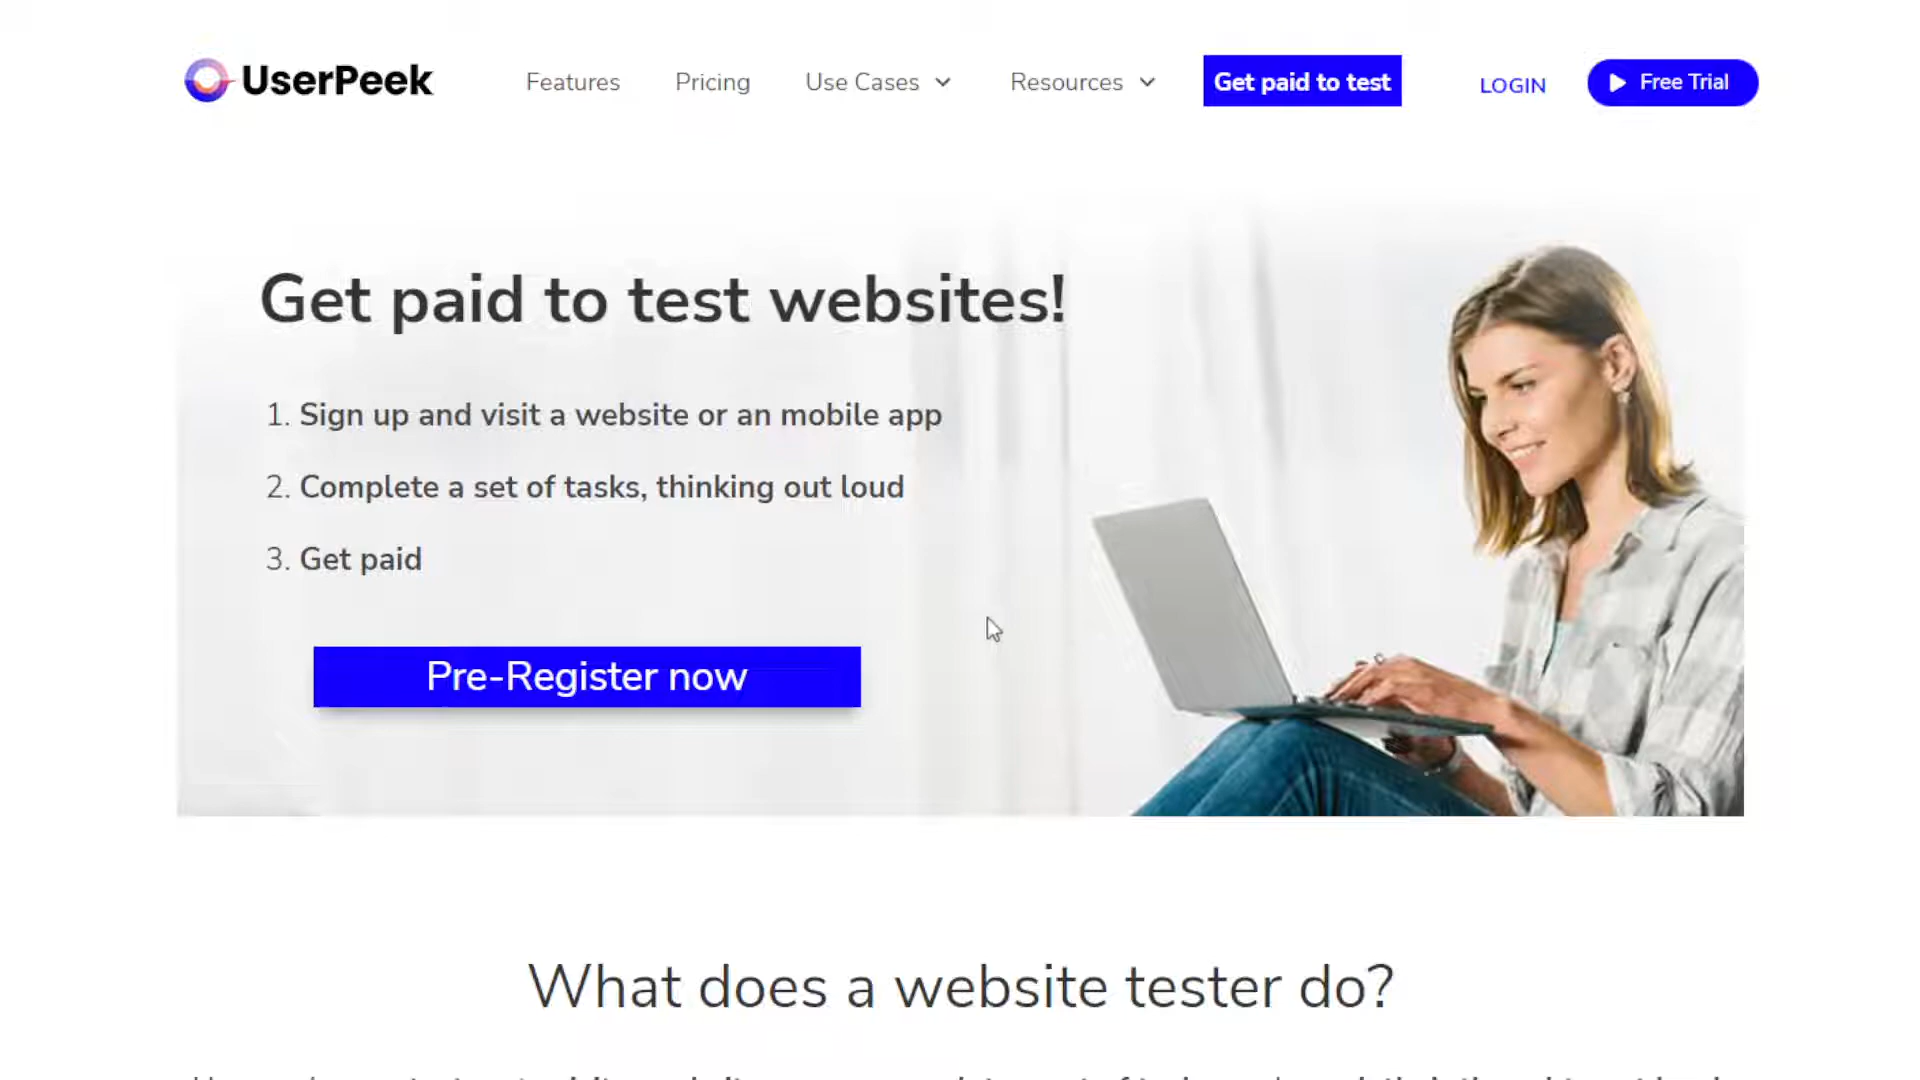 UserPeek
Features
Pricing
Use Cases
Resources
Get paid to test
LOGIN
Free Trial
Get paid to test websites!
1. Sign up and visit a website or an mobile app
2. Complete a set of tasks, thinking out loud
3. Get paid
Pre-Register now
What does a website tester do?